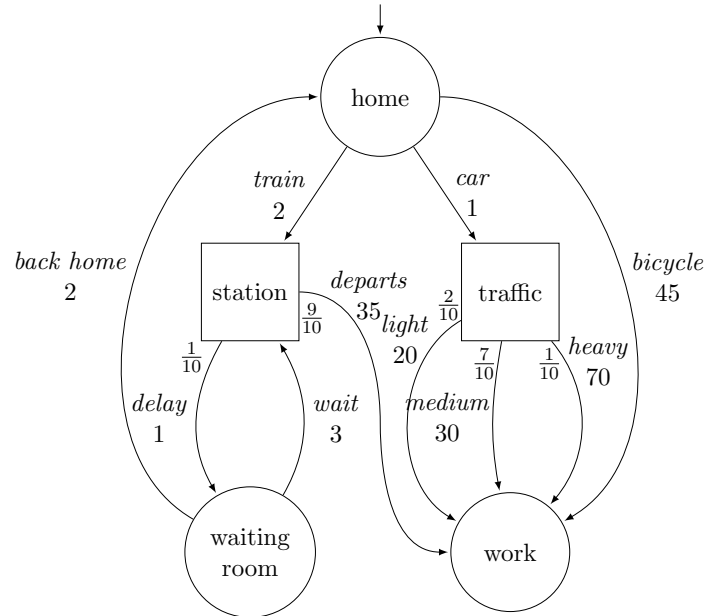 home
train
2
car
1
back home
2
bicycle
45
station
traffic
departs
35
9/10
1/10
2/10
light
20
7/10
1/10
heavy
70
delay
1
wait
3
medium
30
waiting
room
work